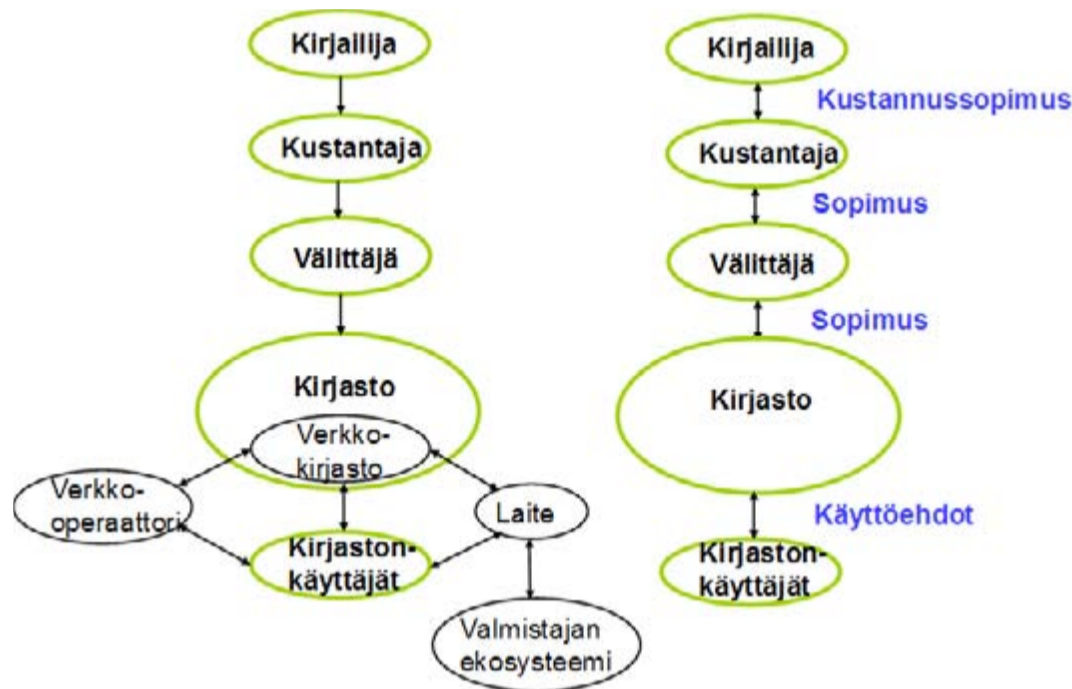 Kirjailija
Kustantaja
Välittäjä
Kirjasto
Verkko-
kirjasto
Verkko-
operaattori
Laite
Kirjaston-
käyttäjät
Valmistajan
ekosysteemi
Kirjailija
Kustannussopimus
Kustantaja
Sopimus
Välittäjä
Sopimus
Kirjasto
Käyttöehdot
Kirjaston-
käyttäjät